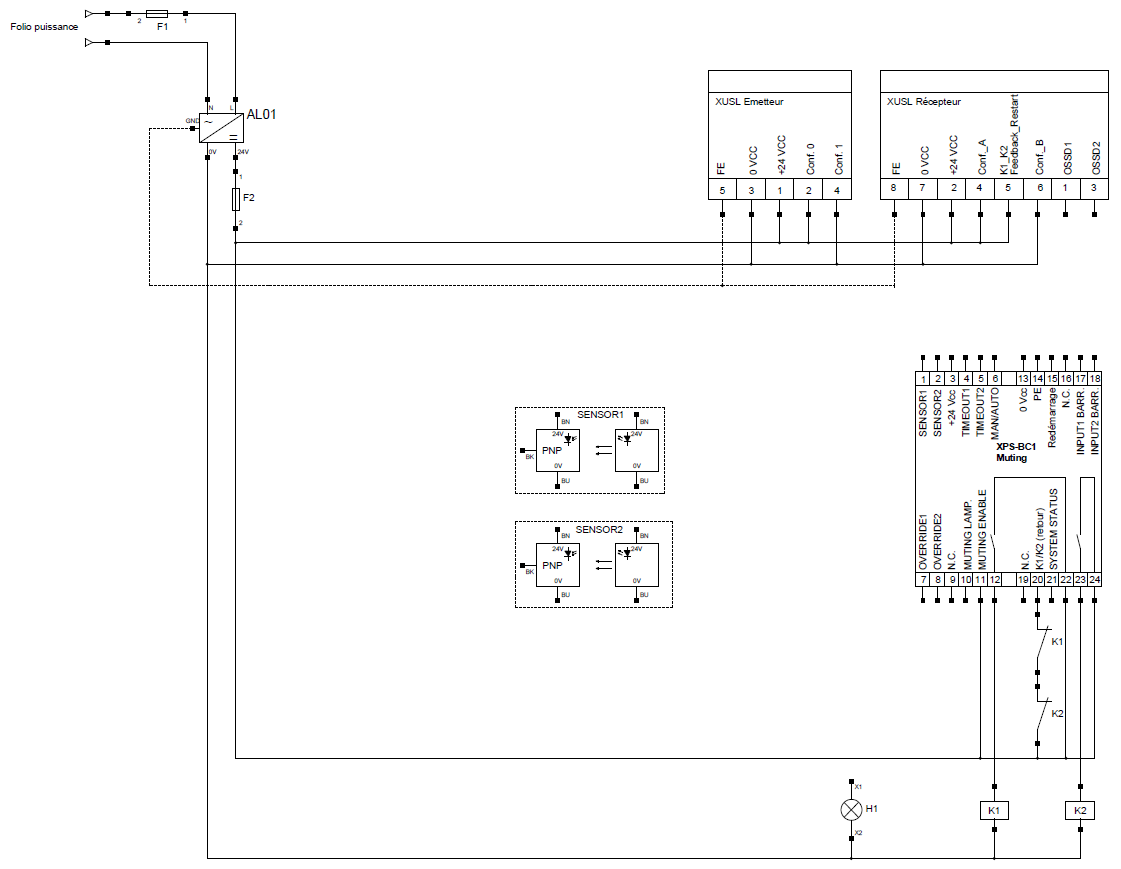 Folio puissance
2
F1
1
N
L
AL01
GND
0V
24V
1
F2
2
XUSL Emetteur
FE
0 VCC
+24 VCC
Conf. 0
Conf. 1
5
3
1
2
4
XUSL Récepteur
FE
0 VCC
+24 VCC
Conf._A
K1_K2
Feedback_Restart
Conf._B
OSSD1
OSSD2
8
7
2
4
5
6
1
3
SENSOR1
BN
24V
PNP
BK
0V
BU
BN
24V
0V
BU
SENSOR2
BN
24V
PNP
BK
0V
BU
BN
24V
0V
BU
1
2
3
4
5
6
13
14
15
16
17
18
SENSOR1
SENSOR2
+24 Vcc
TIMEOUT1
TIMEOUT2
MAN/AUTO
0 Vcc
PE
Redémarrage
N.C.
INPUT1 BARR.
INPUT2 BARR.
XPS-BC1
Muting
OVERRIDE1
OVERRIDE2
N.C.
MUTING LAMP.
MUTING ENABLE
N.C.
K1/K2 (retour)
SYSTEM STATUS
7
8
9
10
11
12
19
20
21
22
23
24
K1
K2
X1
H1
X2
K1
K2